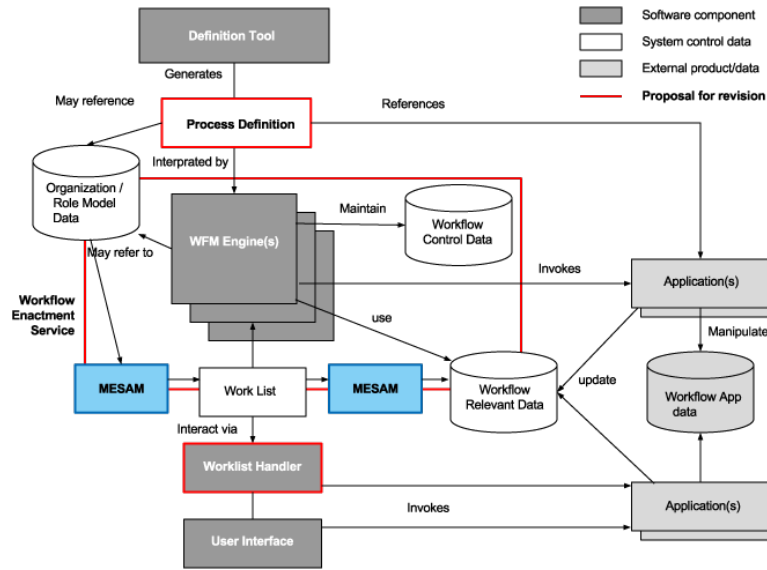 Definition Tool
Software component
System control data
External product/data
Proposal for revision
Generates
May reference
References
Process Definition
Interprated by
Organization /
Role Model
Data
WFM Engine(s)
Maintain
Workflow
Control Data
May refer to
Invokes
Application(s)
Workflow
Enactment
Service
use
Manipulate
MESAM
Work List
MESAM
Workflow
Relevant Data
update
Workflow App
data
Interact via
Worklist Handler
Invokes
Application(s)
User Interface